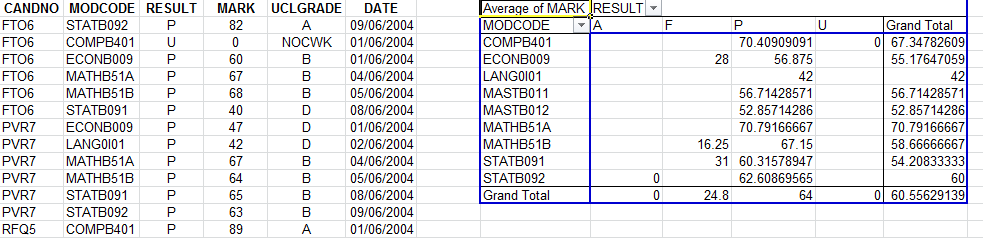 CANDNO MODCODE RESULT MARK UCLGRADE DATE
FTO6 STATB092 P 82 A 09/06/2004
FTO6 COMPB401 U 0 NOCWK 01/06/2004
FTO6 ECONB009 P 60 B 01/06/2004
FTO6 MATHB51A P 67 B 04/06/2004
FTO6 MATHB51B P 68 B 05/06/2004
FTO6 STATB091 P 40 D 08/06/2004
PVR7 ECONB009 P 47 D 01/06/2004
PVR7 LANG0I01 P 42 D 02/06/2004
PVR7 MATHB51A P 67 B 04/06/2004
PVR7 MATHB51B P 64 B 05/06/2004
PVR7 STATB091 P 65 B 08/06/2004
PVR7 STATB092 P 63 B 09/06/2004
RFQ5 COMPB401 P 89 A 01/06/2004
Average of MARK RESULT
MODCODE A F P U Grand Total
COMPB401 70.40909091 0 67.34782609
ECONB009 28 56.875 55.17647059
LANG0I01 42 42
MASTB011 56.71428571 56.71428571
MASTB012 52.85714286 52.85714286
MATHB51A 70.79166667 70.79166667
MATHB51B 16.25 67.15 58.66666667
STATB091 31 60.31578947 54.20833333
STATB092 0 62.60869565 60
Grand Total 0 24.8 64 0 60.55629139